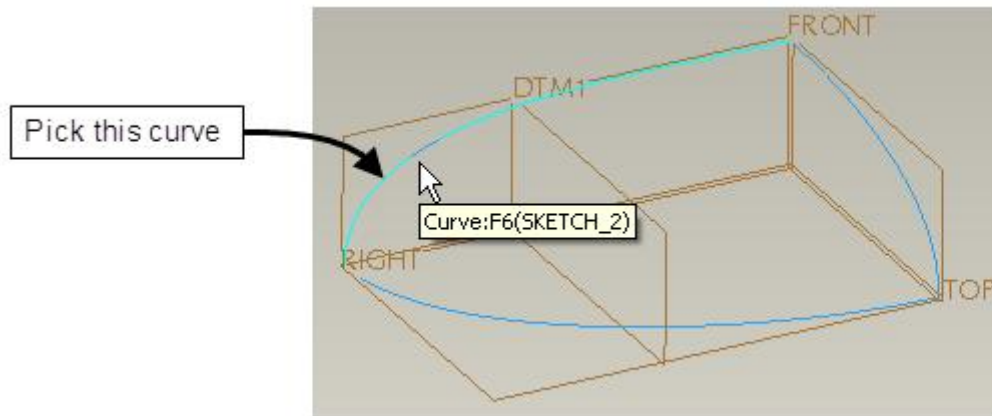 FRONT
DTM1
Pick this curve
Curve:F6(SKETCH_2)
RIGHT
TOP